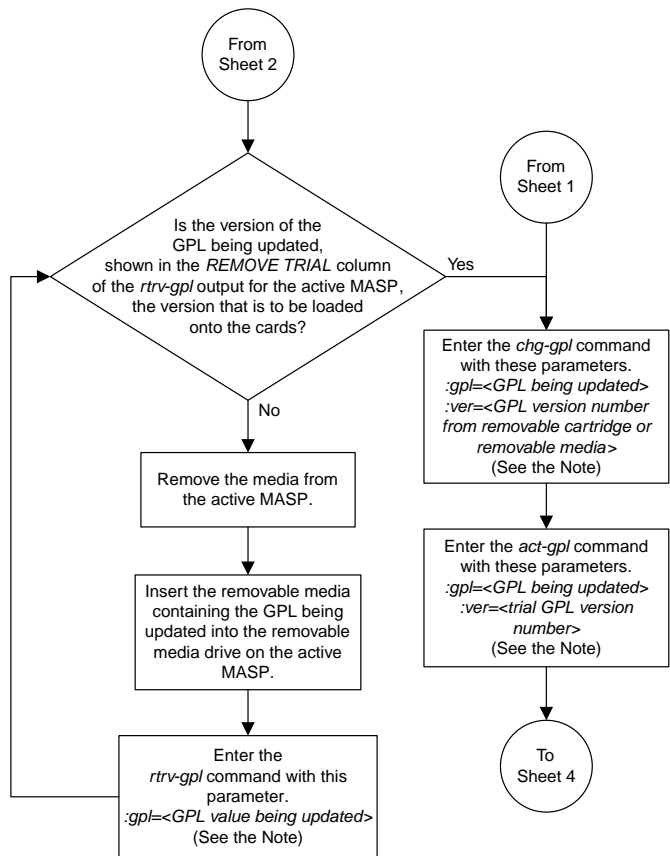 From
Sheet 2
Is the version of the
GPL being updated,
shown in the REMOVE TRIAL column
of the rtrv-gpl output for the active MASP,
the version that is to be loaded
onto the cards?
Yes
No
Remove the media from
the active MASP.
Insert the removable media
containing the GPL being
updated into the removable
media drive on the active
MASP.
Enter the
rtrv-gpl command with this
parameter.
:gpl=<GPL value being updated>
(See the Note)
From
Sheet 1
Enter the chg-gpl command
with these parameters.
:gpl=<GPL being updated>
:ver=<GPL version number
from removable cartridge or
removable media>
(See the Note)
Enter the act-gpl command
with these parameters.
:gpl=<GPL being updated>
:ver=<trial GPL version
number>
(See the Note)
To
Sheet 4